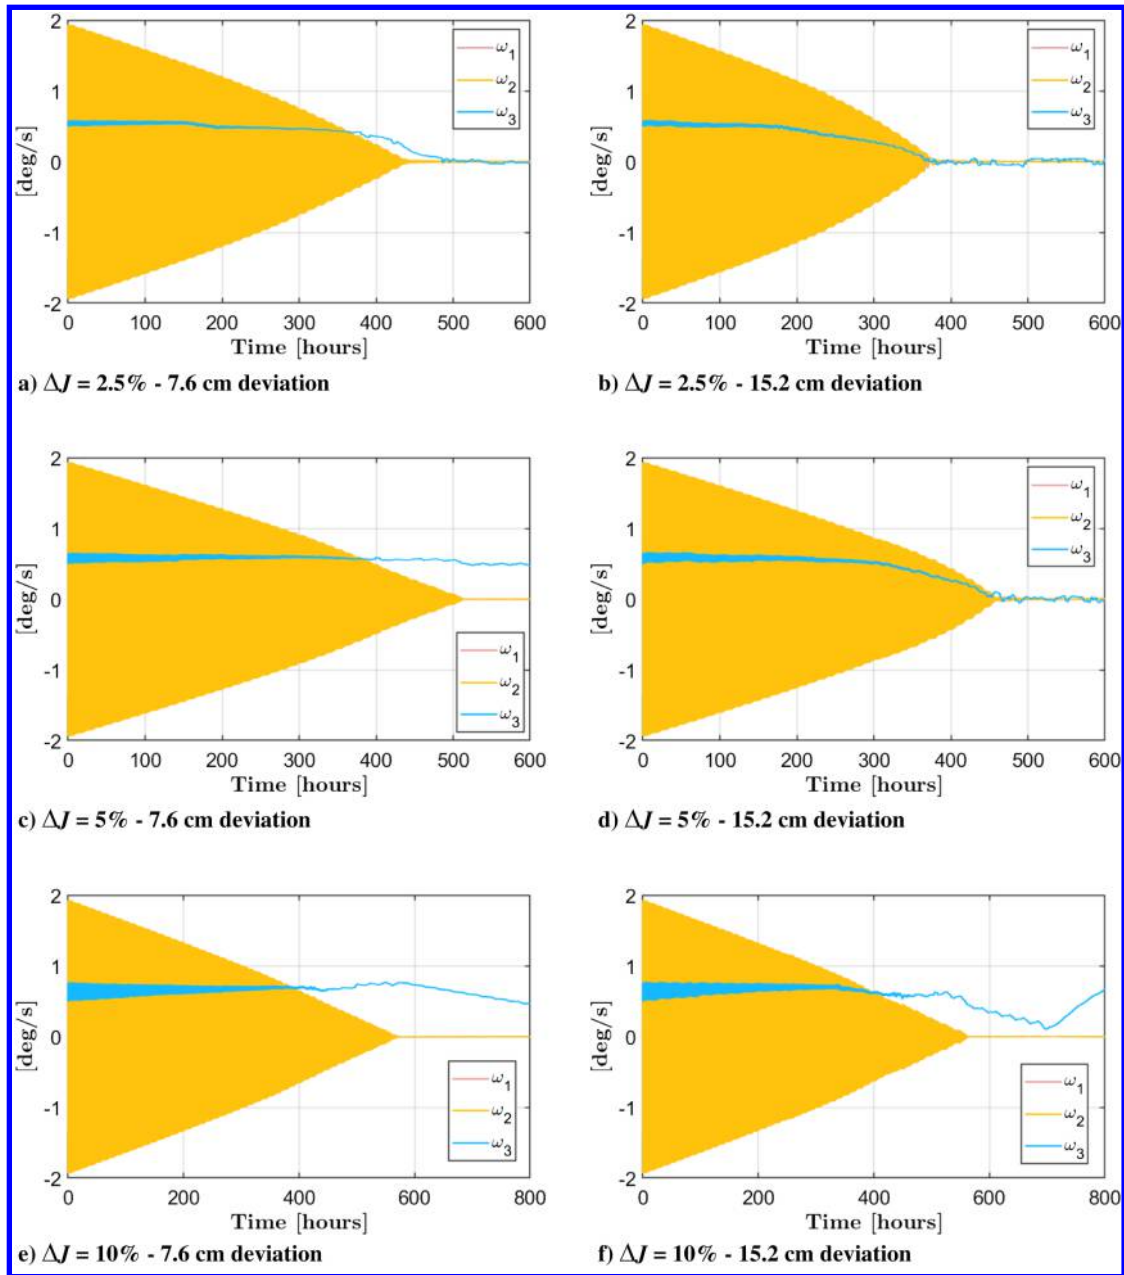 2
1
0
-1
-2
[deg/s]
ω1
ω2
ω3
0 100 200 300 400 500 600
Time [hours]
a) ΔJ = 2.5% - 7.6 cm deviation
2
1
0
-1
-2
[deg/s]
ω1
ω2
ω3
0 100 200 300 400 500 600
Time [hours]
b) ΔJ = 2.5% - 15.2 cm deviation
2
1
0
-1
-2
[deg/s]
ω1
ω2
ω3
0 100 200 300 400 500 600
Time [hours]
c) ΔJ = 5% - 7.6 cm deviation
2
1
0
-1
-2
[deg/s]
ω1
ω2
ω3
0 100 200 300 400 500 600
Time [hours]
d) ΔJ = 5% - 15.2 cm deviation
2
1
0
-1
-2
[deg/s]
ω1
ω2
ω3
0 200 400 600 800
Time [hours]
e) ΔJ = 10% - 7.6 cm deviation
2
1
0
-1
-2
[deg/s]
ω1
ω2
ω3
0 200 400 600 800
Time [hours]
f) ΔJ = 10% - 15.2 cm deviation